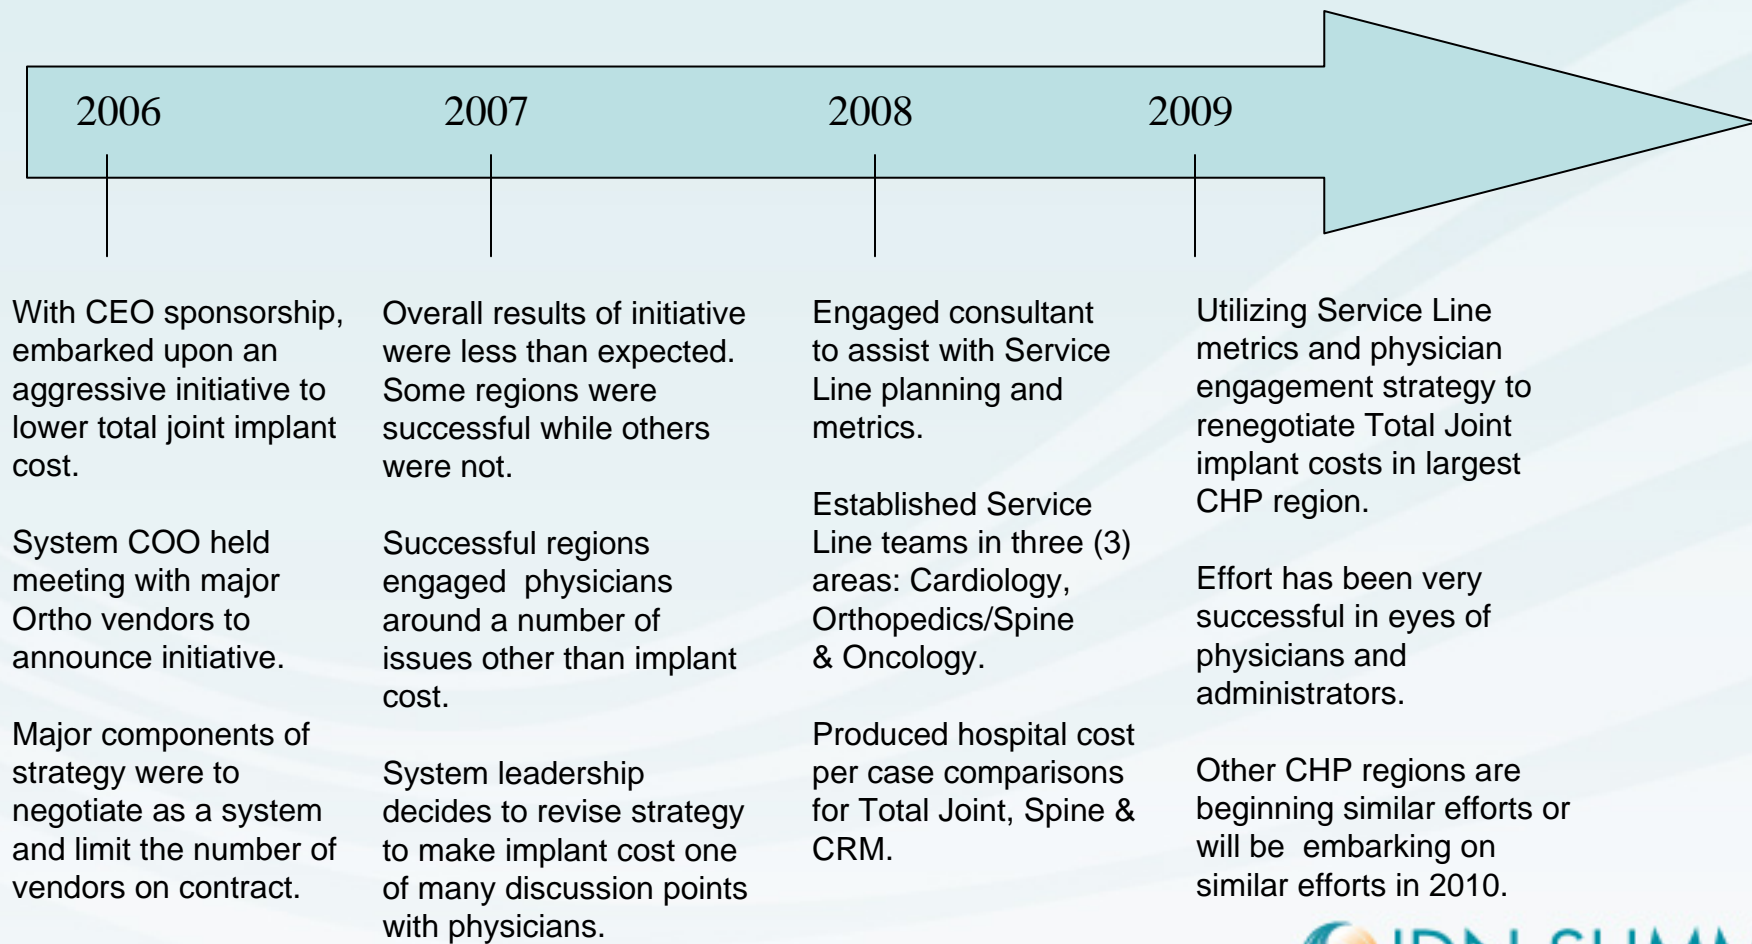 2006
2007
2008
2009
With CEO sponsorship,
embarked upon an
aggressive initiative to
lower total joint implant
cost.
System COO held
meeting with major
Ortho vendors to
announce initiative.
Major components of
strategy were to
negotiate as a system
and limit the number of
vendors on contract.
Overall results of initiative
were less than expected.
Some regions were
successful while others
were not.
Successful regions
engaged physicians
around a number of
issues other than implant
cost.
System leadership
decides to revise strategy
to make implant cost one
of many discussion points
with physicians.
Engaged consultant
to assist with Service
Line planning and
metrics.
Established Service
Line teams in three (3)
areas: Cardiology,
Orthopedics/Spine
& Oncology.
Produced hospital cost
per case comparisons
for Total Joint, Spine &
CRM.
Utilizing Service Line
metrics and physician
engagement strategy to
renegotiate Total Joint
implant costs in largest
CHP region.
Effort has been very
successful in eyes of
physicians and
administrators.
Other CHP regions are
beginning similar efforts or
will be embarking on
similar efforts in 2010.
IDN